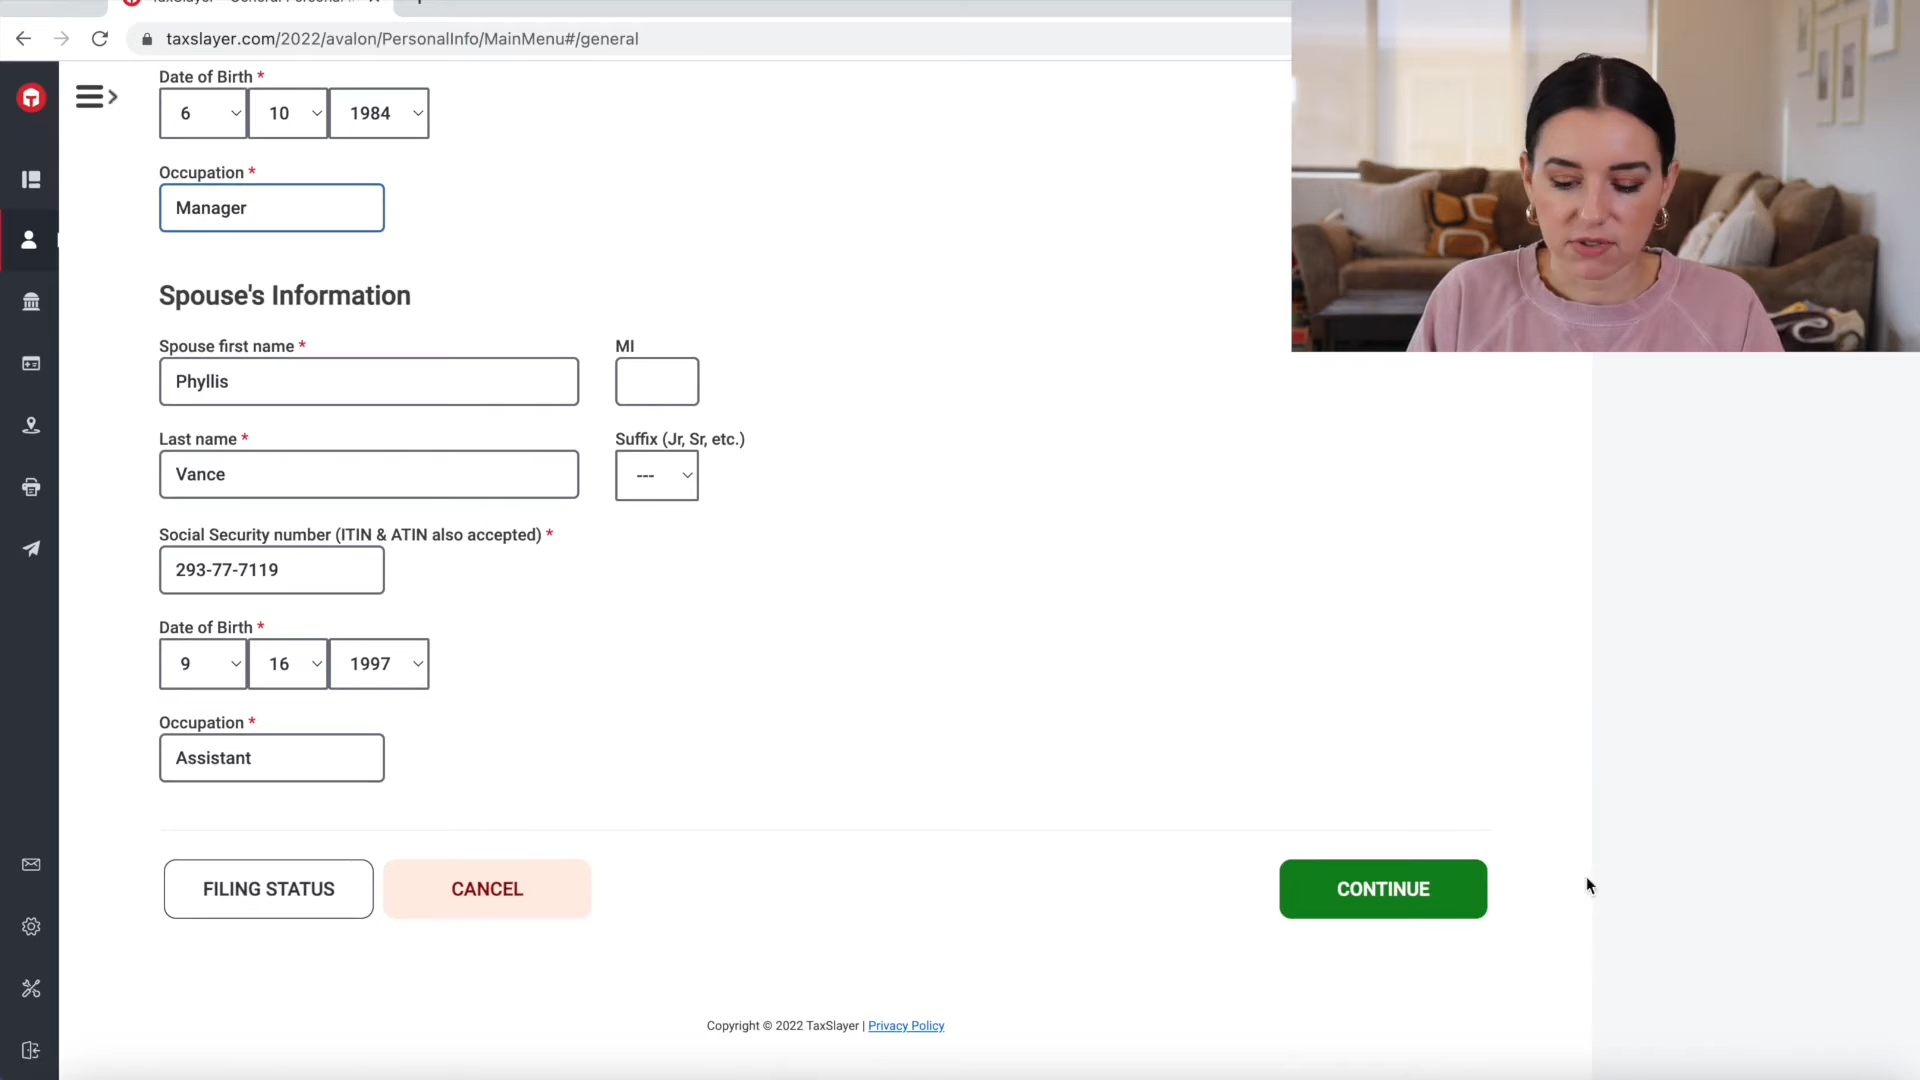 taxslayer.com/2022/avalon/PersonalInfo/MainMenu#/general
Date of Birth *
6 10 1984
Occupation *
Manager
Spouse's Information
Spouse first name * MI
Phyllis
Last name * Suffix (Jr, Sr, etc.)
Vance ---
Social Security number (ITIN & ATIN also accepted) *
293-77-7119
Date of Birth *
9 16 1997
Occupation *
Assistant
FILING STATUS CANCEL CONTINUE
Copyright © 2022 TaxSlayer | Privacy Policy